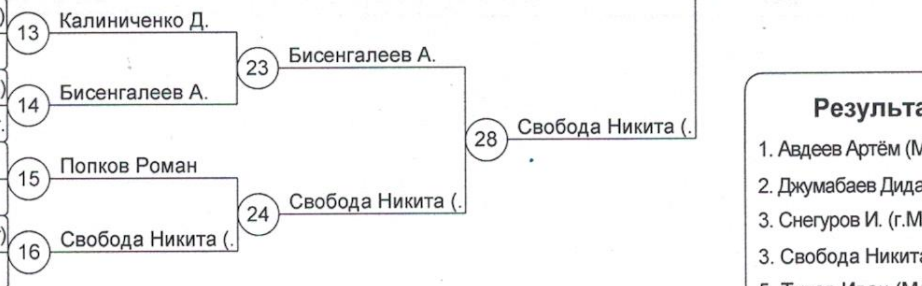 13 Калиниченко Д.
23 Бисенгалеев А.
14 Бисенгалеев А.
28 Свобода Никита (.
15 Попков Роман
24 Свобода Никита (.
16 Свобода Никита (.
Результа
1. Авдеев Артём (М
2. Джумабаев Дида
3. Снегуров И. (г.М
3. Свобода Никита